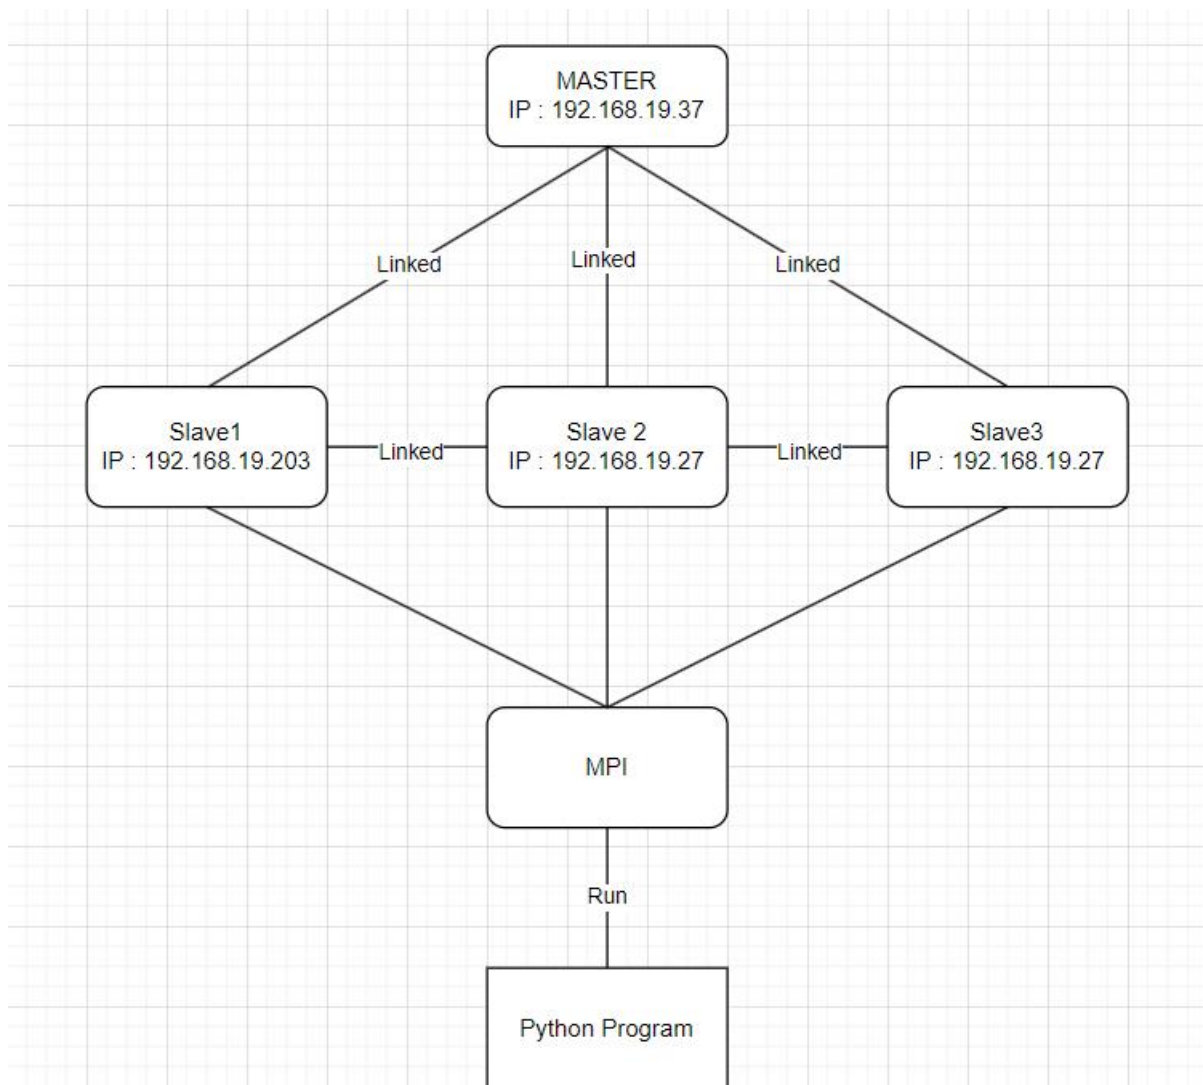 MASTER
IP : 192.168.19.37
Linked
Linked
Linked
Slave1
IP : 192.168.19.203
Linked
Slave 2
IP : 192.168.19.27
Linked
Slave3
IP : 192.168.19.27
MPI
Run
Python Program